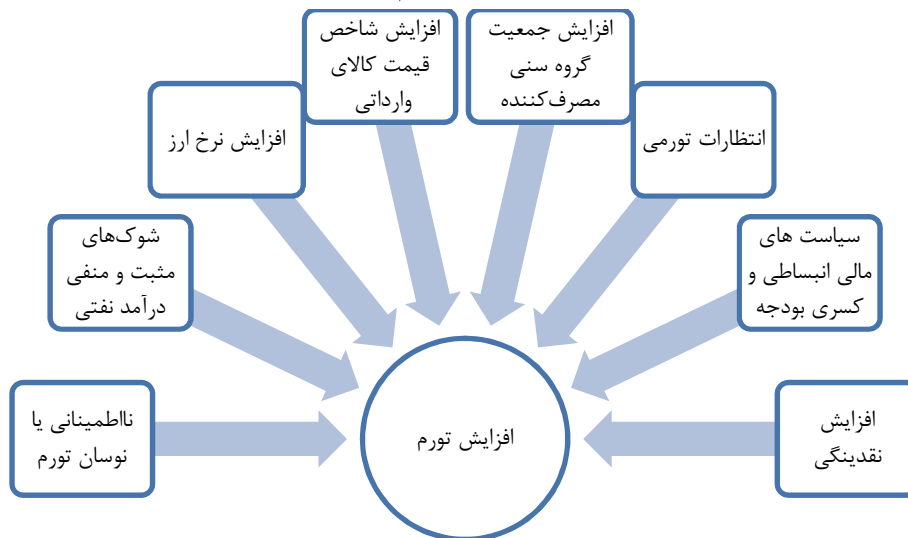 افزایش جمعیت
گروه سنی
مصرف‌کننده
افزایش شاخص
قیمت کالای
وارداتی
انتظارات تورمی
افزایش نرخ ارز
سیاست های
مالی انبساطی و
کسری بودجه
شوک‌های
مثبت و منفی
درآمد نفتی
افزایش
نقدینگی
افزایش تورم
نااطمینانی یا
نوسان تورم